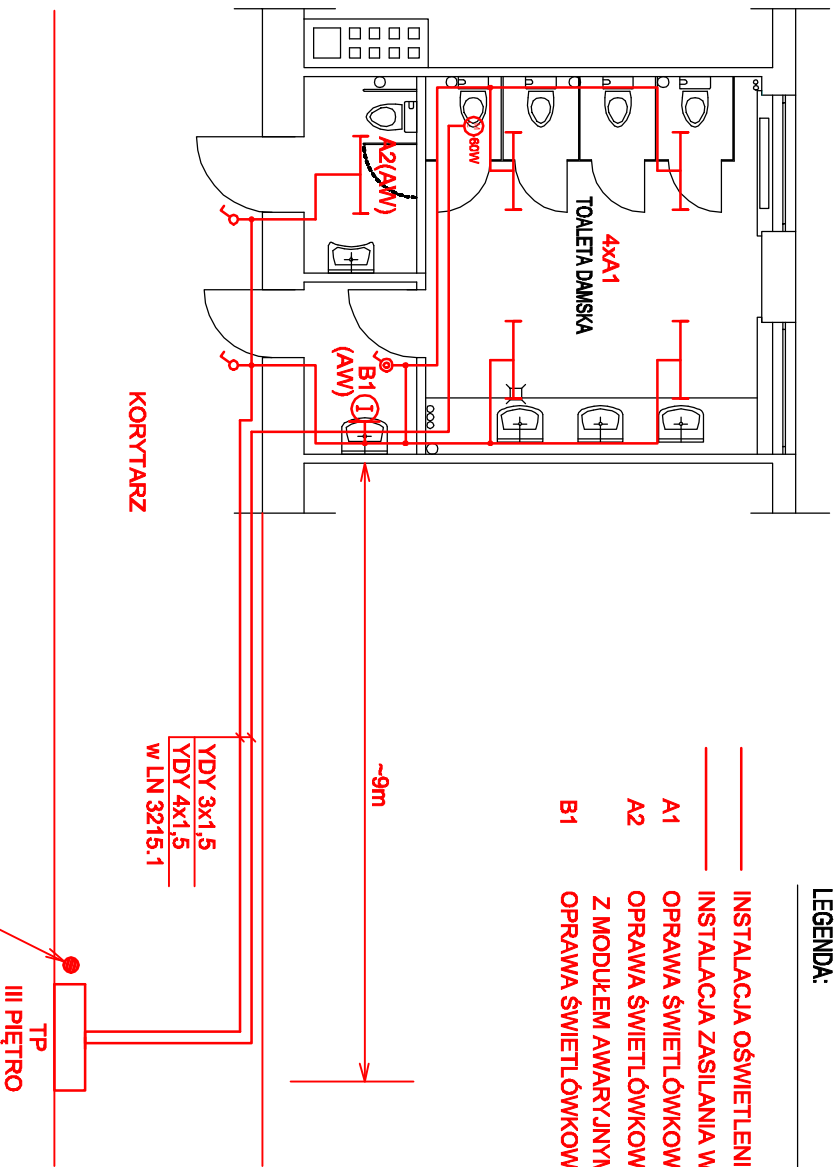 LEGENDA:
INSTALACJA OŚWIETLENI
INSTALACJA ZASILANIA W
A1 OPRAWA ŚWIETLÓWKOW
A2 OPRAWA ŚWIETLÓWKOW
Z MODUŁEM AWARYJNYM
B1 OPRAWA ŚWIETLÓWKOW
4xA1
TOALETA DAMSKA
60W
A2(AW)
B1
(AW)
~9m
KORYTARZ
YDY 3x1,5
YDY 4x1,5
w LN 3215.1
TP
III PIĘTRO